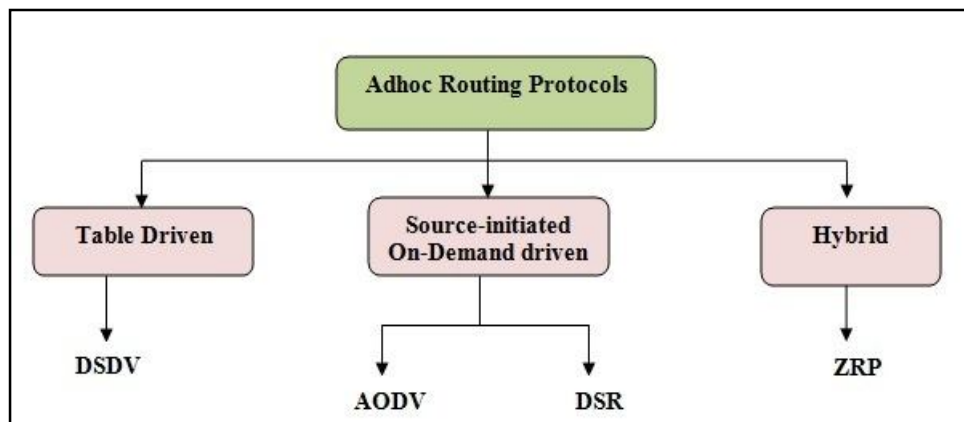 Adhoc Routing Protocols
Table Driven
Source-initiated
On-Demand driven
Hybrid
DSDV
AODV
DSR
ZRP